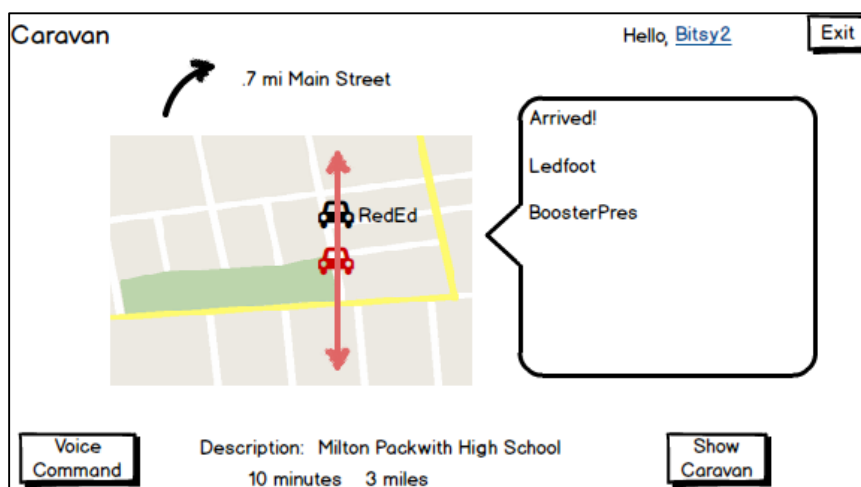 Caravan
Hello, Bitsy2
Exit
.7 mi Main Street
Arrived!
Ledfoot
BoosterPres
RedEd
Voice
Command
Description: Milton Packwith High School
10 minutes 3 miles
Show
Caravan